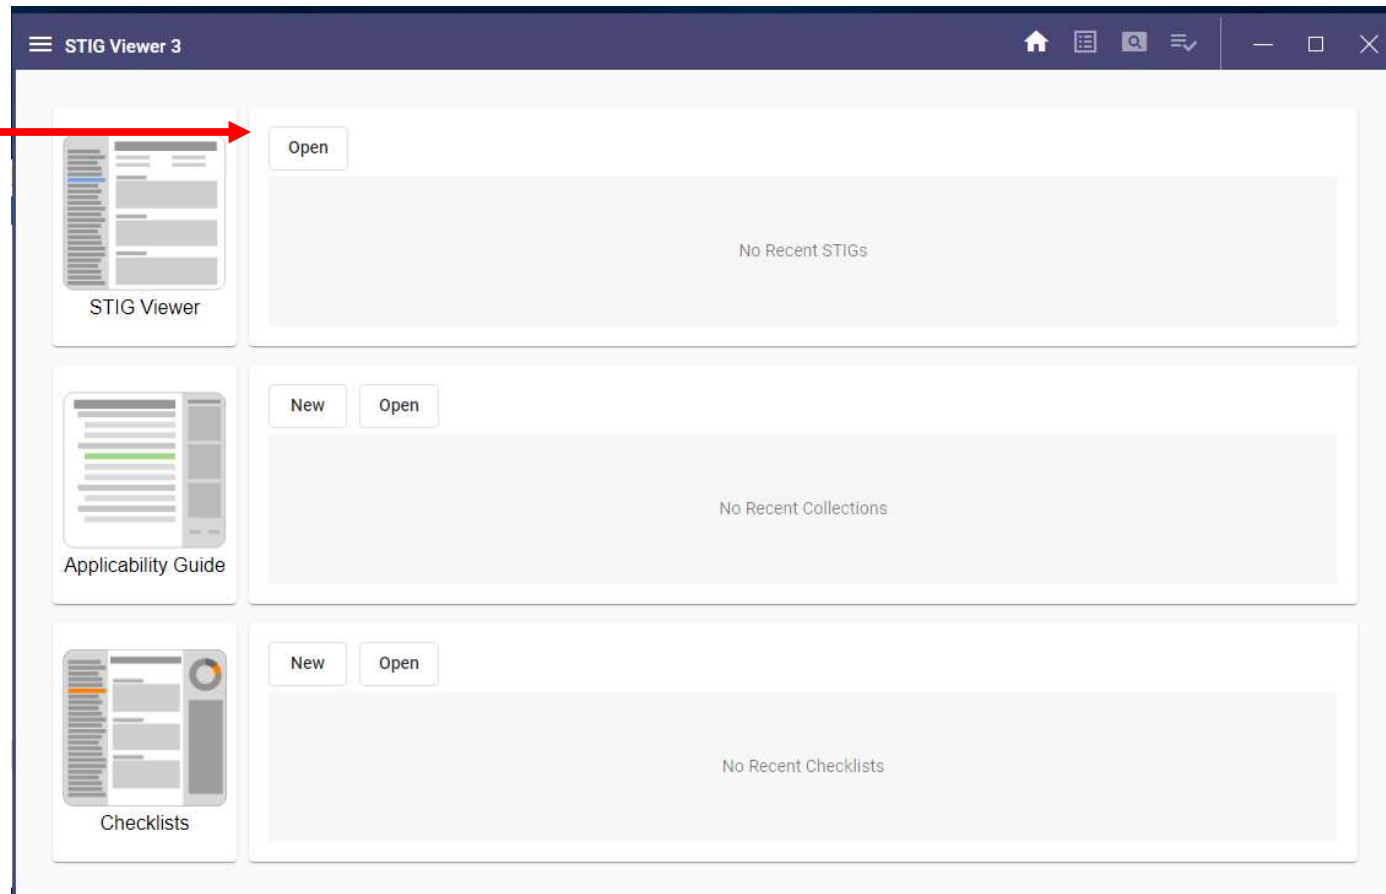 STIG Viewer 3
Open
No Recent STIGs
STIG Viewer
New Open
No Recent Collections
Applicability Guide
New Open
No Recent Checklists
Checklists